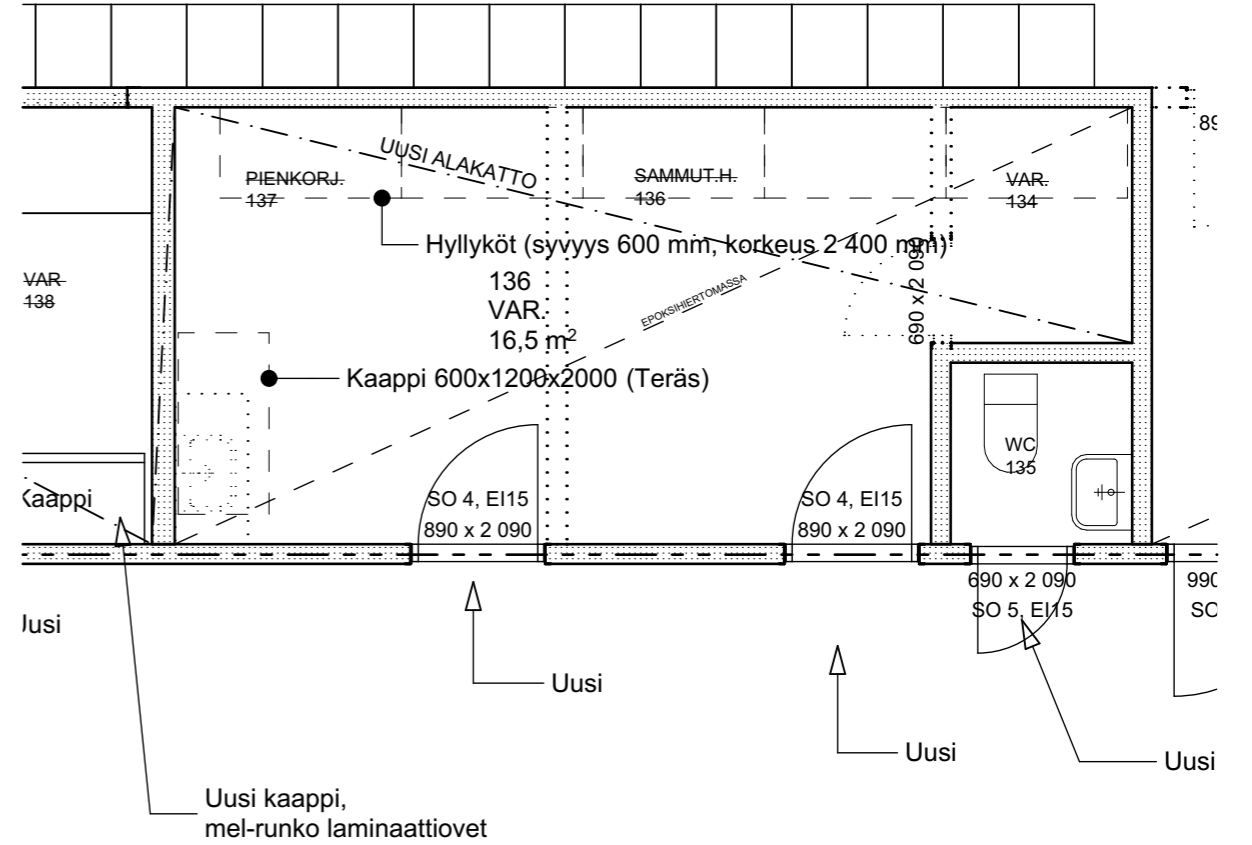 89
UUSI ALAKATTO
PIENKORJ.
137
SAMMUT.H.
136
VAR.
134
Hyllyköt (syvyys 600 mm, korkeus 2 400 mm)
VAR
138
136
VAR.
16,5 m²
EPOKSIHIERTOMASSA
690 x 2 090
Kaappi 600x1200x2000 (Teräs)
WC
135
Kaappi
SO 4, EI15
890 x 2 090
SO 4, EI15
890 x 2 090
690 x 2 090
SO 5, EI15
990
SO
Uusi
Uusi
Uusi
Uusi
Uusi kaappi,
mel-runko laminaattiovet